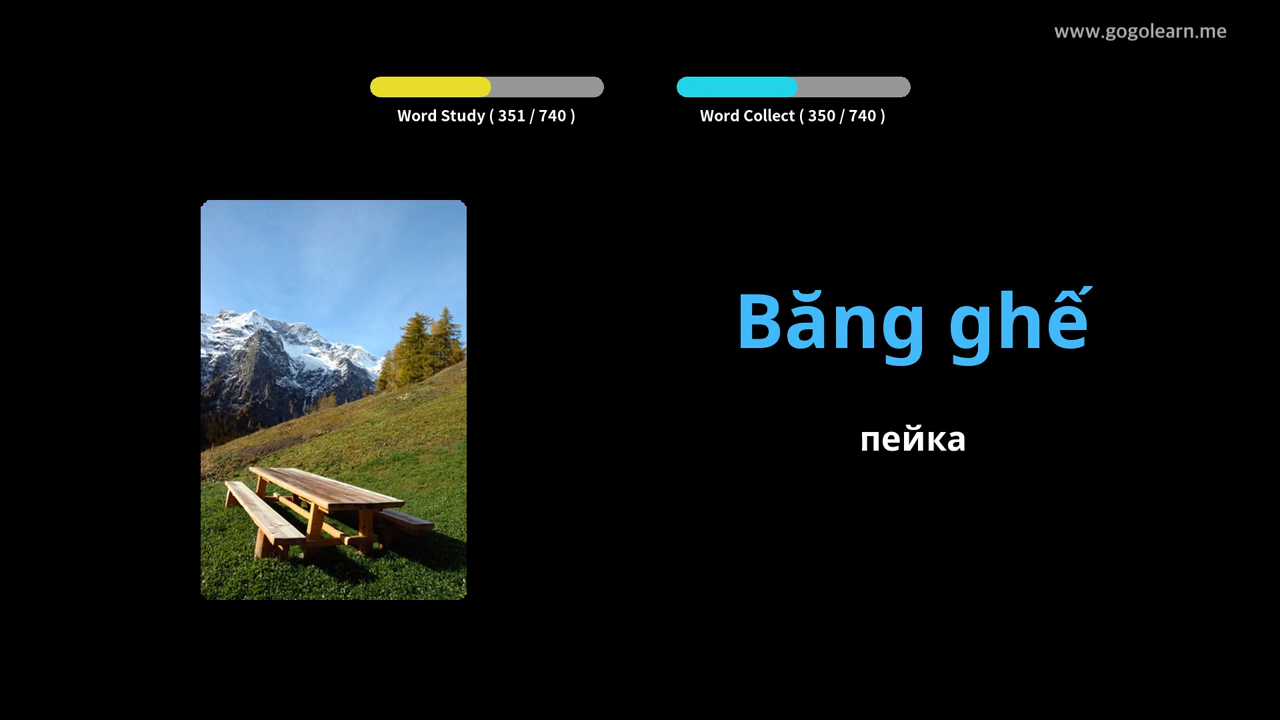 www.gogolearn.me
Word Study ( 351 / 740 )
Word Collect ( 350 / 740 )
Băng ghế
пейка